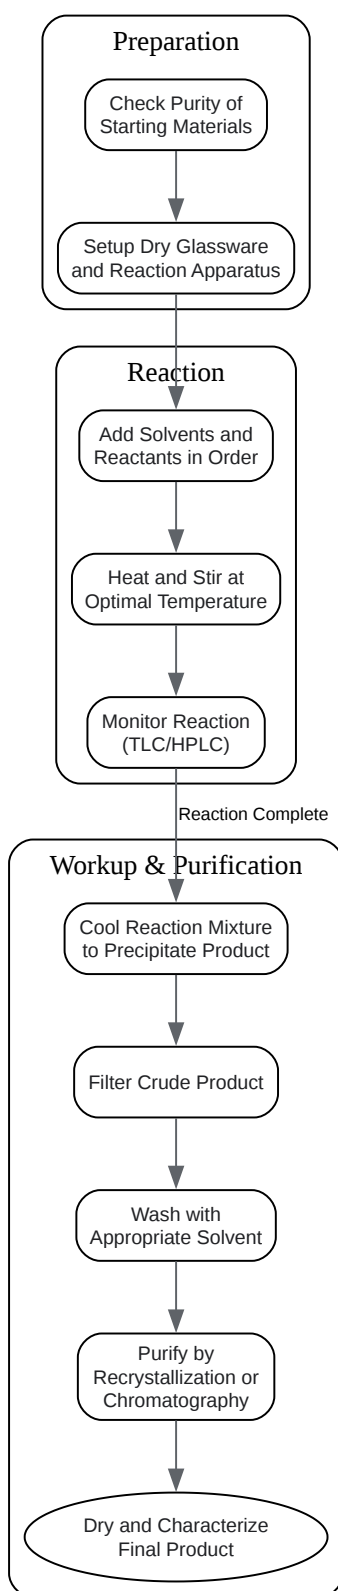 Preparation
Check Purity of
Starting Materials
Setup Dry Glassware
and Reaction Apparatus
Reaction
Add Solvents and
Reactants in Order
Heat and Stir at
Optimal Temperature
Monitor Reaction
(TLC/HPLC)
Reaction Complete
Workup & Purification
Cool Reaction Mixture
to Precipitate Product
Filter Crude Product
Wash with
Appropriate Solvent
Purify by
Recrystallization or
Chromatography
Dry and Characterize
Final Product